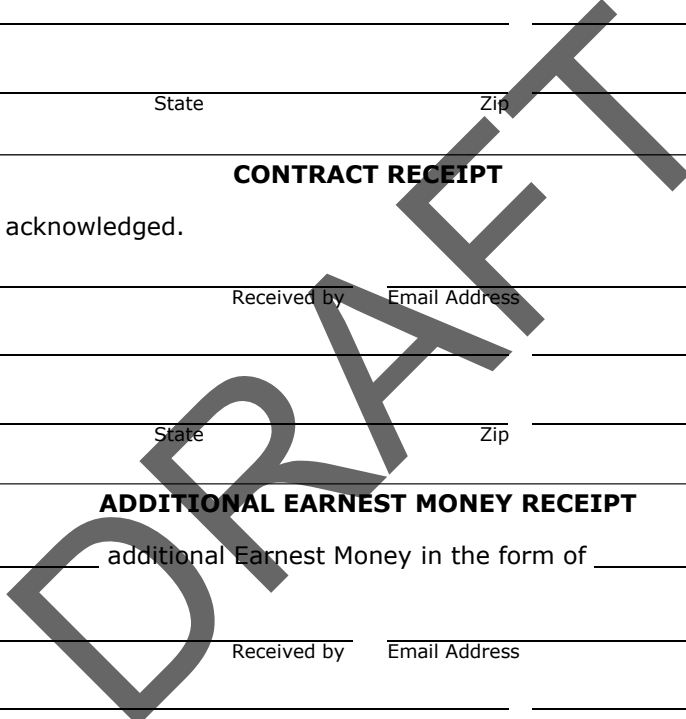 State Zip
CONTRACT RECEIPT
acknowledged.
Received by Email Address
State Zip
ADDITIONAL EARNEST MONEY RECEIPT
additional Earnest Money in the form of
Received by Email Address
DRAFT